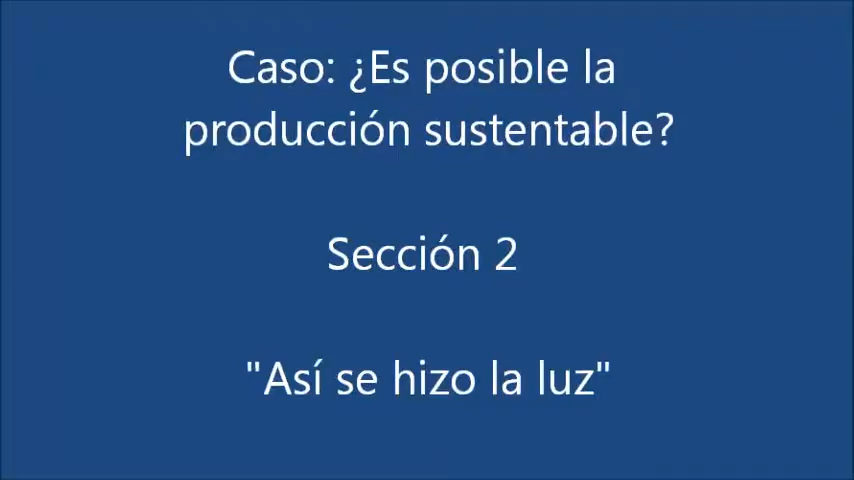 Caso: ¿Es posible la
producción sustentable?
Sección 2
"Así se hizo la luz"